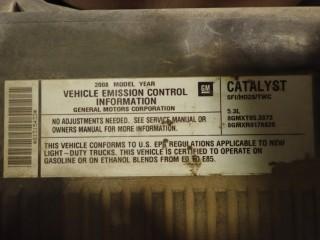 2008 MODEL YEAR
VEHICLE EMISSION CONTROL
INFORMATION
GENERAL MOTORS CORPORATION
GM
CATALYST
5.3L
NO ADJUSTMENTS NEEDED. SEE SERVICE MANUAL OR
OWNERS MANUAL FOR MORE INFORMATION.
THIS VEHICLE CONFORMS TO U.S. EPA REGULATIONS APPLICABLE TO NEW
LIGHT-DUTY TRUCKS. THIS VEHICLE IS CERTIFIED TO OPERATE ON
GASOLINE OR ON ETHANOL BLENDS FROM E0 TO E85.